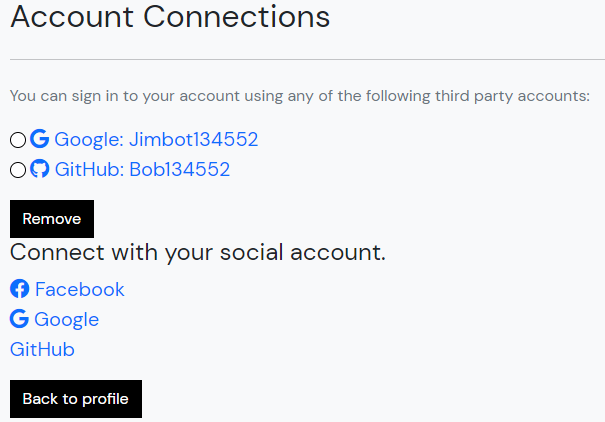 Account Connections
You can sign in to your account using any of the following third party accounts:
Google: Jimbot134552
GitHub: Bob134552
Remove
Connect with your social account.
Facebook
Google
GitHub
Back to profile